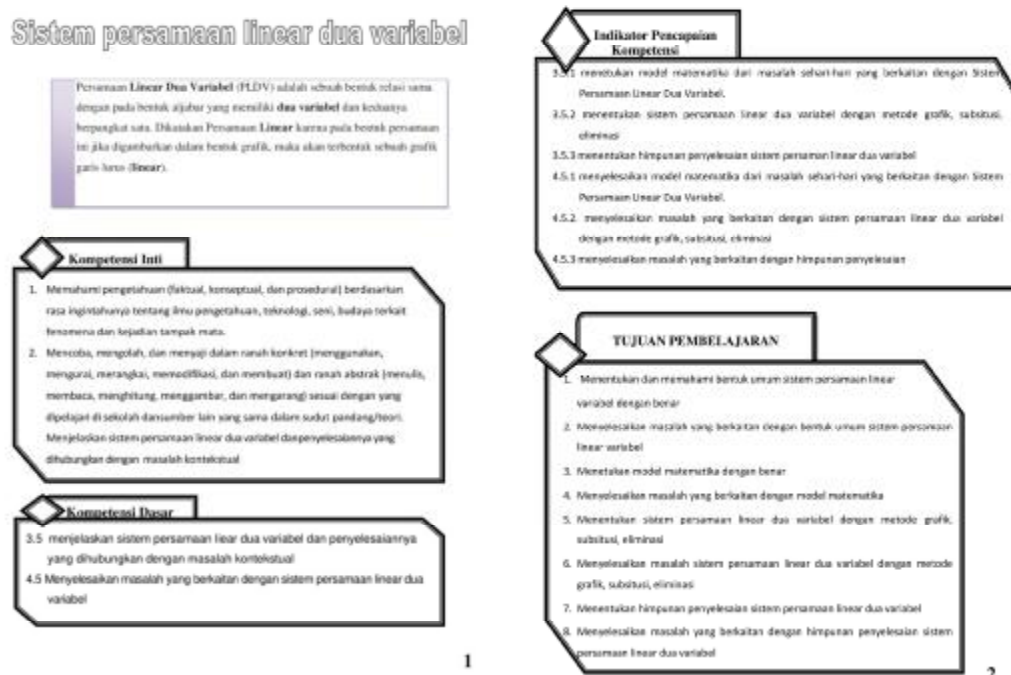 Sistem persamaan linear dua variabel
Persamaan Linear Dua Variabel (PLDV) adalah sebuah bentuk relasi sama
dengan pada bentuk aljabar yang memiliki dua variabel dan keduanya
berpangkat satu. Dikatakan Persamaan Linear karena pada bentuk persamaan
ini jika digambarkan dalam bentuk grafik, maka akan terbentuk sebuah grafik
garis lurus (linear).
Kompetensi Inti
1. Memahami pengetahuan (faktual, konseptual, dan prosedural) berdasarkan
rasa ingintahunya tentang ilmu pengetahuan, teknologi, seni, budaya terkait
fenomena dan kejadian tampak mata.
2. Mencoba, mengolah, dan menyaji dalam ranah konkret (menggunakan,
mengurai, merangkai, memodifikasi, dan membuat) dan ranah abstrak (menulis,
membaca, menghitung, menggambar, dan mengarang) sesuai dengan yang
dipelajari di sekolah dansumber lain yang sama dalam sudut pandang/teori.
Menjelaskan sistem persamaan linear dua variabel danpenyelesaiannya yang
dihubungkan dengan masalah kontekstual
Kompetensi Dasar
3.5 menjelaskan sistem persamaan liear dua variabel dan penyelesaiannya
yang dihubungkan dengan masalah kontekstual
4.5 Menyelesaikan masalah yang berkaitan dengan sistem persamaan linear dua
variabel
1
Indikator Pencapaian
Kompetensi
3.5.1 menetukan model matematika dari masalah sehari-hari yang berkaitan dengan Sistem
Persamaan Linear Dua Variabel.
3.5.2 menentukan sistem persamaan linear dua variabel dengan metode grafik, subsitusi,
eliminasi
3.5.3 menentukan himpunan penyelesaian sistem persaman linear dua variabel
4.5.1 menyelesaikan model matematika dari masalah sehari-hari yang berkaitan dengan Sistem
Persamaan Linear Dua Variabel.
4.5.2 menyelesaikan masalah yang berkaitan dengan sistem persamaan linear dua variabel
dengan metode grafik, subsitusi, eliminasi
4.5.3 menyelesaikan masalah yang berkaitan dengan himpunan penyelesaian
TUJUAN PEMBELAJARAN
1. Menentukan dan memahami bentuk umum sistem persamaan linear
variabel dengan benar
2. Menyelesaikan masalah yang berkaitan dengan bentuk umum sistem persamaan
linear variabel
3. Menetukan model matematika dengan benar
4. Menyelesaikan masalah yang berkaitan dengan model matematika
5. Menentukan sistem persamaan linear dua variabel dengan metode grafik,
subsitusi, eliminasi
6. Menyelesaikan masalah sistem persamaan linear dua variabel dengan metode
grafik, subsitusi, eliminasi
7. Menentukan himpunan penyelesaian sistem persamaan linear dua variabel
8. Menyelesaikan masalah yang berkaitan dengan himpunan penyelesaian sistem
persamaan linear dua variabel
2